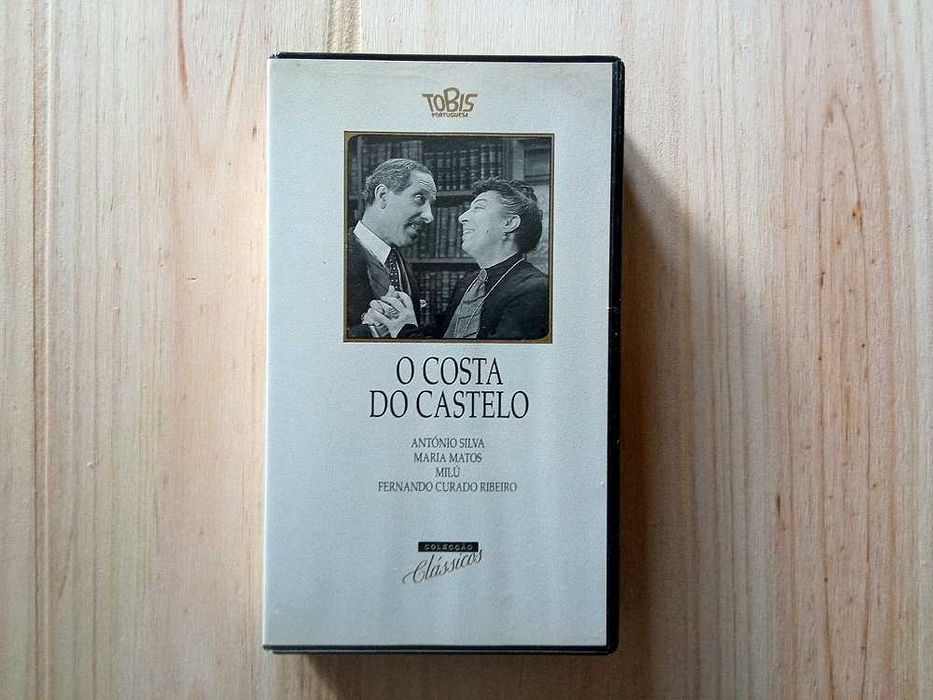 TOBIS
PORTUGUESA
O COSTA
DO CASTELO
ANTÓNIO SILVA
MARIA MATOS
MILÚ
FERNANDO CURADO RIBEIRO
COLECÇÃO
Clássicos